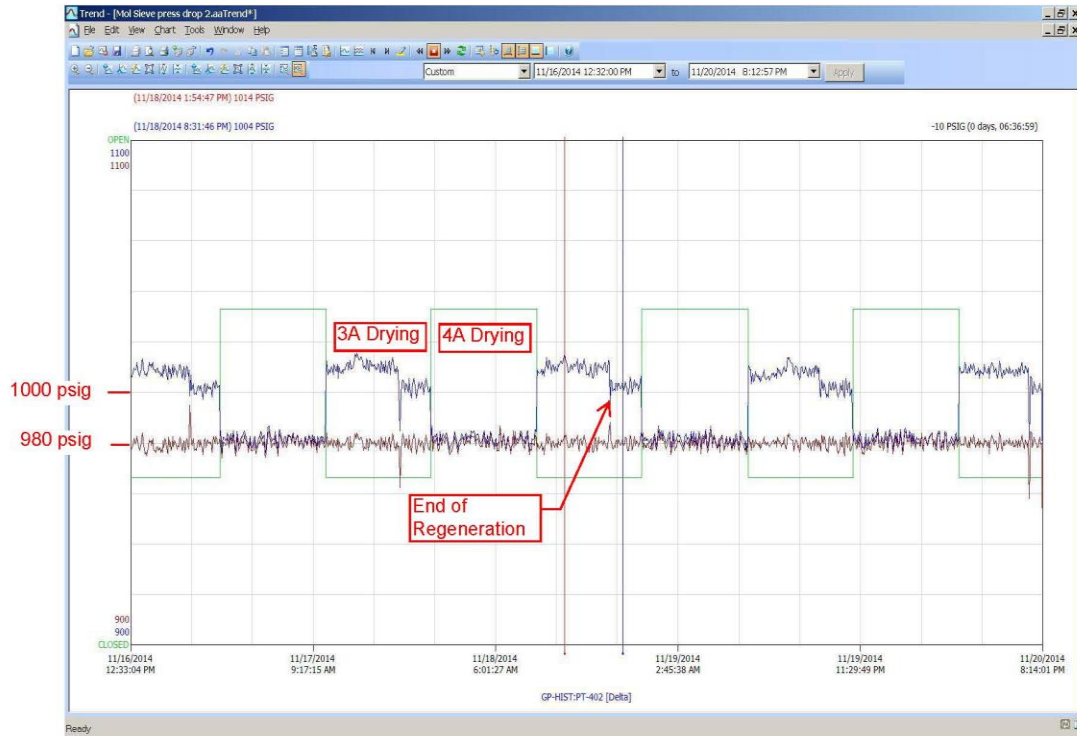 Trend - [Mol Sieve press drop 2.aaTrend*]
File Edit View Chart Tools Window Help
Custom 11/16/2014 12:32:00 PM to 11/20/2014 8:12:57 PM Apply
(11/18/2014 1:54:47 PM) 1014 PSIG
(11/18/2014 8:31:46 PM) 1004 PSIG -10 PSIG (0 days, 06:36:59)
OPEN
1100
1100
3A Drying 4A Drying
1000 psig
980 psig
End of
Regeneration
900
900
CLOSED
11/16/2014 11/17/2014 11/18/2014 11/19/2014 11/19/2014 11/20/2014
12:33:04 PM 9:17:15 AM 6:01:27 AM 2:45:38 AM 11:29:49 PM 8:14:01 PM
GP-HIST:PT-402 [Delta]
Ready